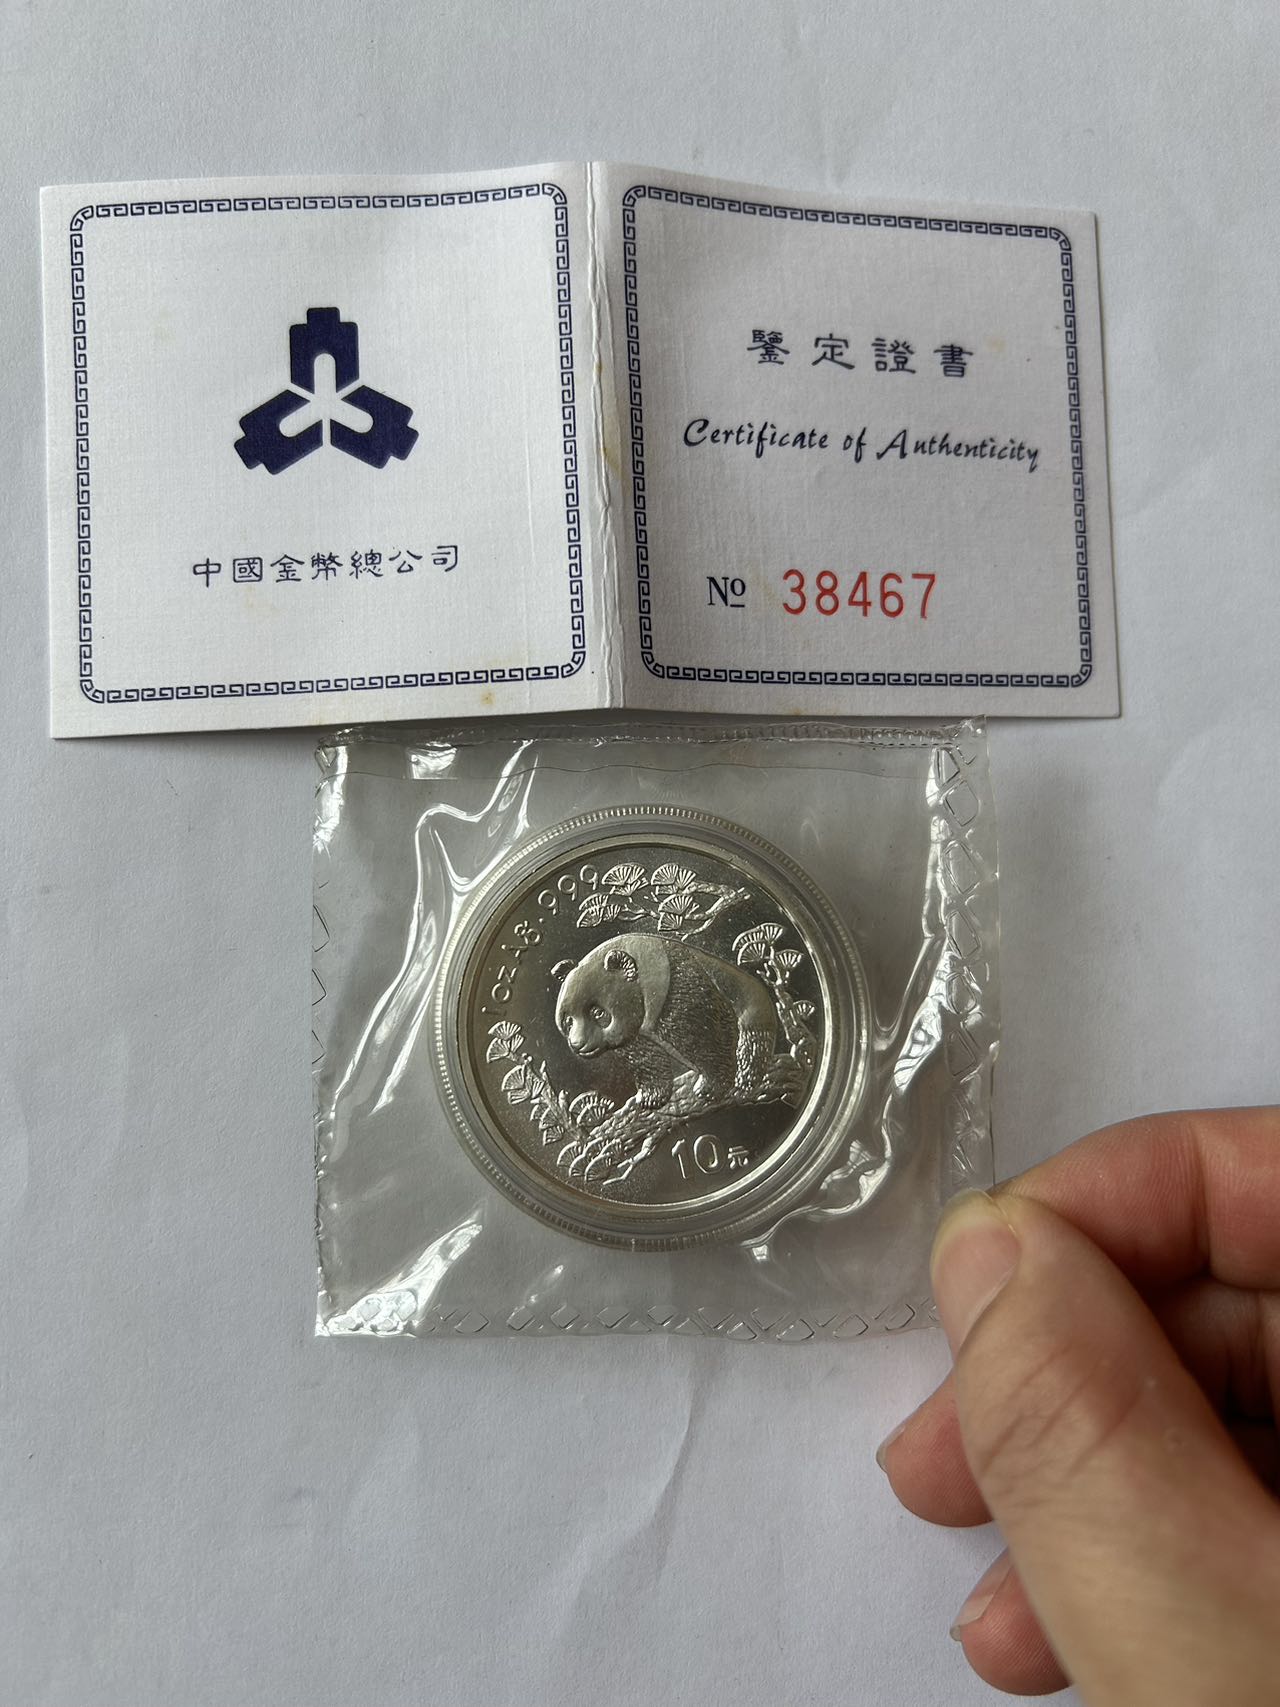 中國金幣總公司
鑒定證書
Certificate of Authenticity
Nº 38467
1oz Ag.999
10元